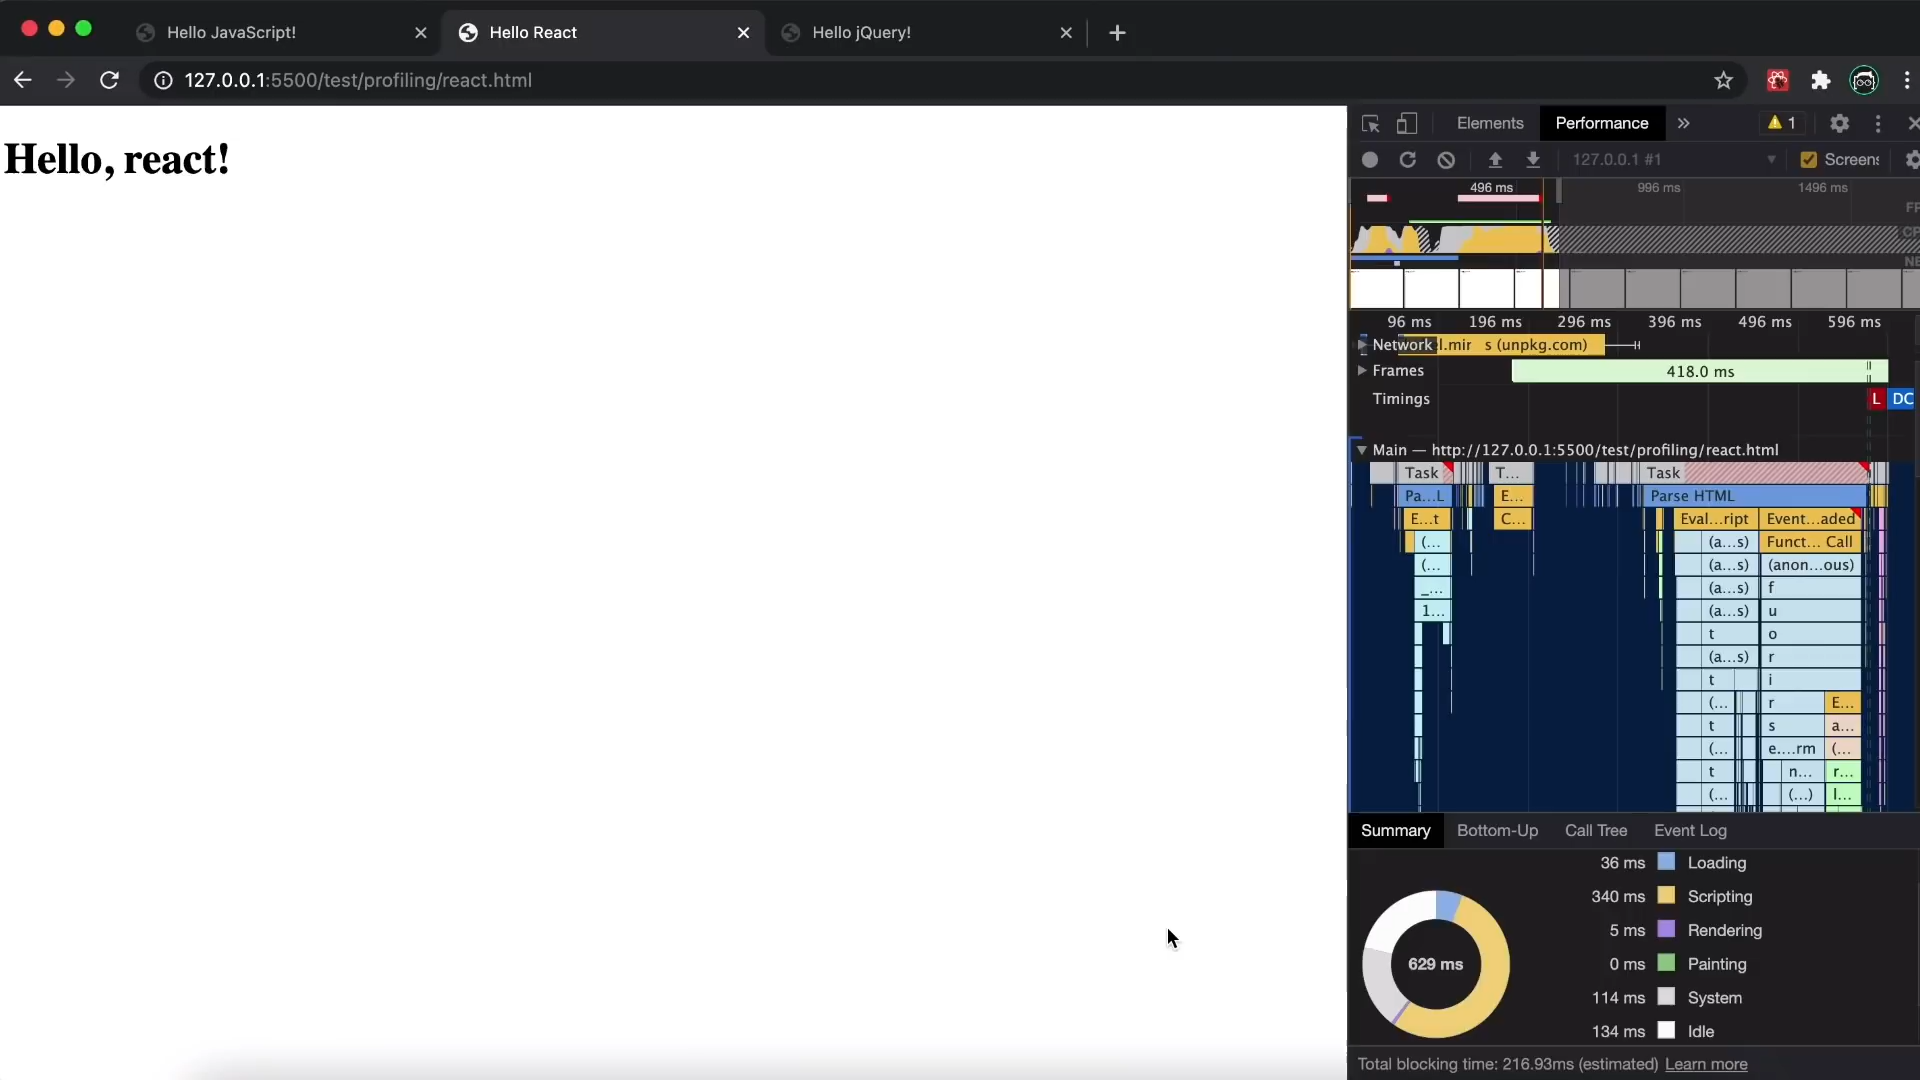 Hello JavaScript!
Hello React
Hello jQuery!
127.0.0.1:5500/test/profiling/react.html
Hello, react!
Elements
Performance
1
127.0.0.1 #1
Screens
496 ms
996 ms
1496 ms
96 ms
196 ms
296 ms
396 ms
496 ms
596 ms
Network
s (unpkg.com)
Frames
418.0 ms
Timings
L
DC
Main — http://127.0.0.1:5500/test/profiling/react.html
Task
T...
Task
Pa...L
E...
Parse HTML
E...t
C...
Eval...ript
Event...aded
(...
(a...s)
Funct... Call
(...
(a...s)
(anon...ous)
_...
(a...s)
f
1...
(a...s)
u
t
o
(a...s)
r
t
i
(...
r
E...
t
s
a...
(...
e....rm
(...
t
n...
r...
(...
(...)
l...
Summary
Bottom-Up
Call Tree
Event Log
36 ms
Loading
340 ms
Scripting
5 ms
Rendering
629 ms
0 ms
Painting
114 ms
System
134 ms
Idle
Total blocking time: 216.93ms (estimated) Learn more